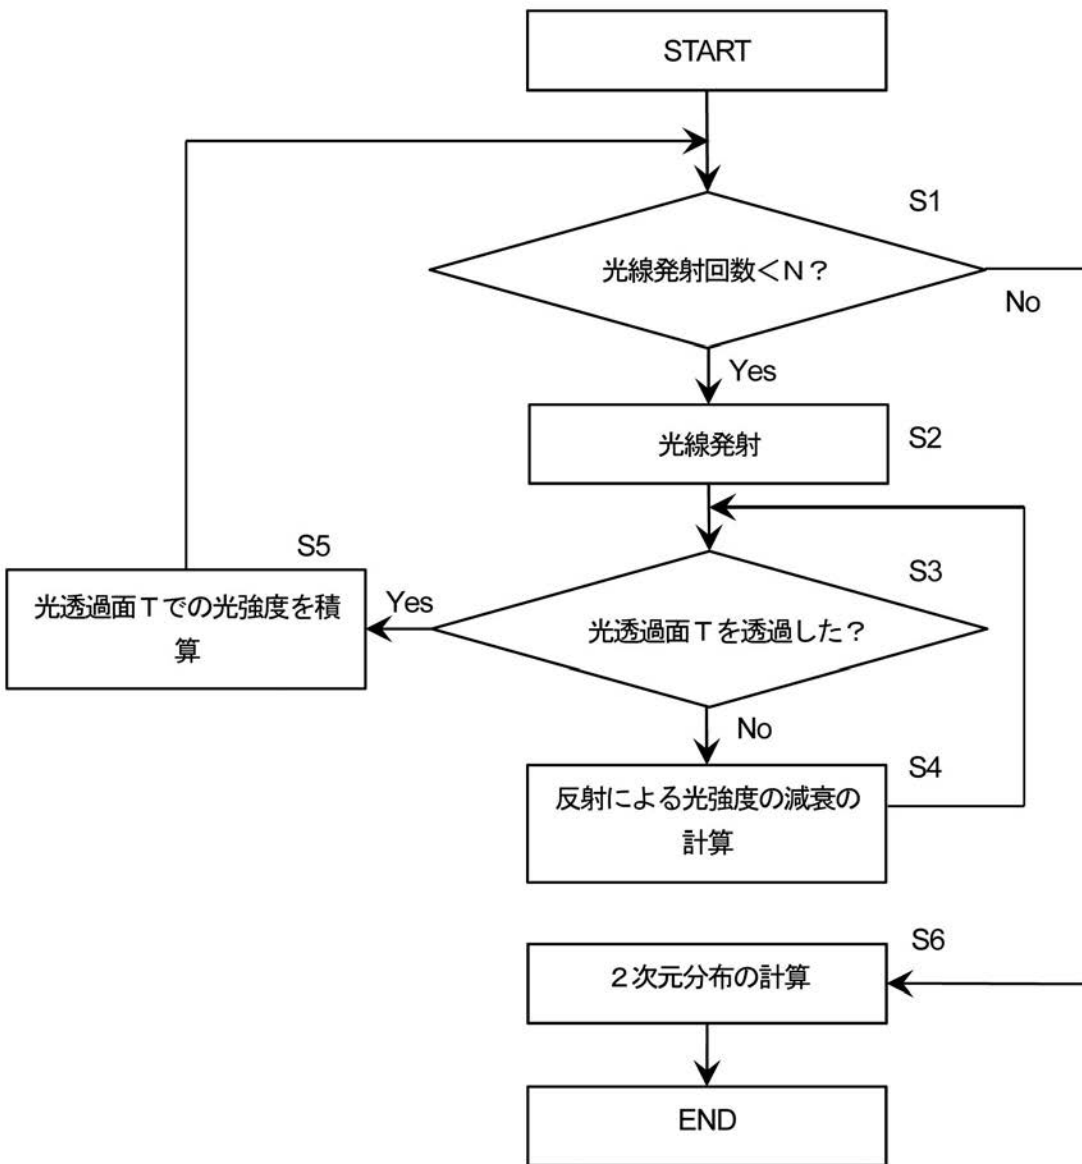 START
S1
光線発射回数＜N？
No
Yes
光線発射
S2
S5
S3
光透過面Tでの光強度を積
算
Yes
光透過面Tを透過した？
No
S4
反射による光強度の減衰の
計算
S6
２次元分布の計算
END